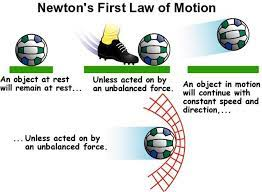 Newton's First Law of Motion
An object at rest
will remain at rest...
Unless acted on by
an unbalanced force.
An object in motion
will continue with
constant speed and
direction,...
... Unless acted on by
an unbalanced force.